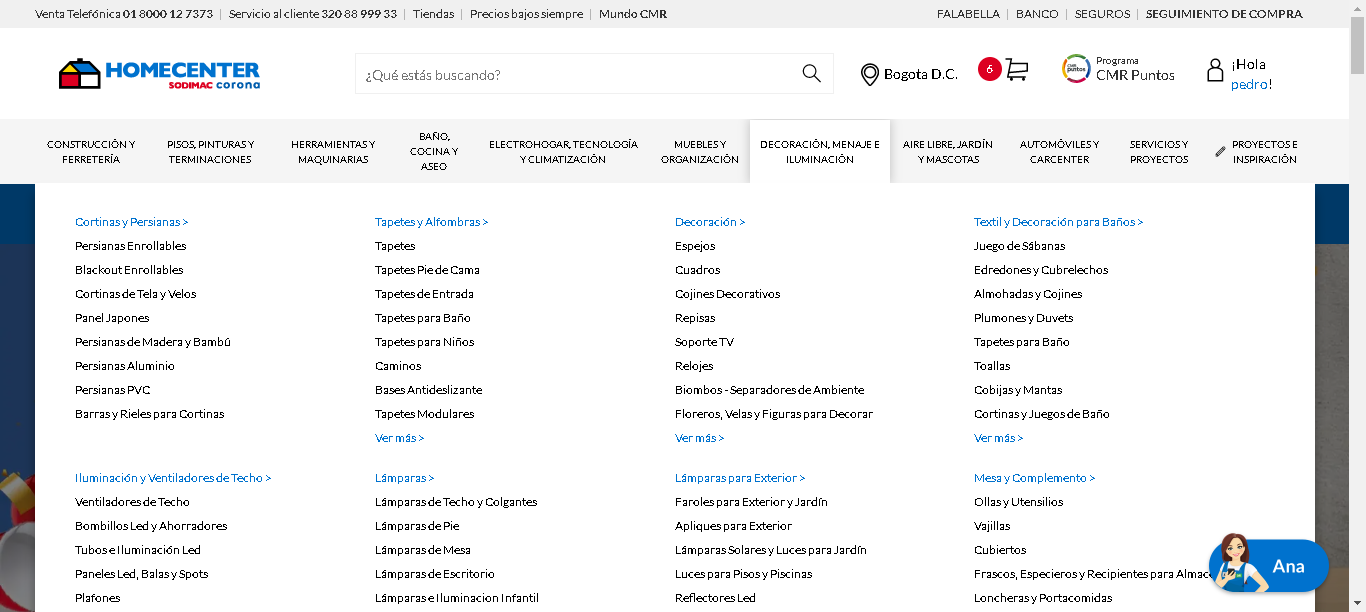 Venta Telefónica 01 8000 12 7373 | Servicio al cliente 320 88 999 33 | Tiendas | Precios bajos siempre | Mundo CMR
FALABELLA | BANCO | SEGUROS | SEGUIMIENTO DE COMPRA
HOMECENTER
SODIMAC corona
¿Qué estás buscando?
Bogota D.C.
6
CMR puntos
Programa
CMR Puntos
¡Hola
pedro!
CONSTRUCCIÓN Y
FERRETERÍA
PISOS, PINTURAS Y
TERMINACIONES
HERRAMIENTAS Y
MAQUINARIAS
BAÑO,
COCINA Y
ASEO
ELECTROHOGAR, TECNOLOGÍA
Y CLIMATIZACIÓN
MUEBLES Y
ORGANIZACIÓN
DECORACIÓN, MENAJE E
ILUMINACIÓN
AIRE LIBRE, JARDÍN
Y MASCOTAS
AUTOMÓVILES Y
CARCENTER
SERVICIOS Y
PROYECTOS
PROYECTOS E
INSPIRACIÓN
Cortinas y Persianas >
Persianas Enrollables
Blackout Enrollables
Cortinas de Tela y Velos
Panel Japones
Persianas de Madera y Bambú
Persianas Aluminio
Persianas PVC
Barras y Rieles para Cortinas
Tapetes y Alfombras >
Tapetes
Tapetes Pie de Cama
Tapetes de Entrada
Tapetes para Baño
Tapetes para Niños
Caminos
Bases Antideslizante
Tapetes Modulares
Ver más >
Decoración >
Espejos
Cuadros
Cojines Decorativos
Repisas
Soporte TV
Relojes
Biombos - Separadores de Ambiente
Floreros, Velas y Figuras para Decorar
Ver más >
Textil y Decoración para Baños >
Juego de Sábanas
Edredones y Cubrelechos
Almohadas y Cojines
Plumones y Duvets
Tapetes para Baño
Toallas
Cobijas y Mantas
Cortinas y Juegos de Baño
Ver más >
Iluminación y Ventiladores de Techo >
Ventiladores de Techo
Bombillos Led y Ahorradores
Tubos e Iluminación Led
Paneles Led, Balas y Spots
Plafones
Lámparas >
Lámparas de Techo y Colgantes
Lámparas de Pie
Lámparas de Mesa
Lámparas de Escritorio
Lámparas e Iluminacion Infantil
Lámparas para Exterior >
Faroles para Exterior y Jardín
Apliques para Exterior
Lámparas Solares y Luces para Jardín
Luces para Pisos y Piscinas
Reflectores Led
Mesa y Complemento >
Ollas y Utensilios
Vajillas
Cubiertos
Frascos, Especieros y Recipientes para Almac
Loncheras y Portacomidas
Ana